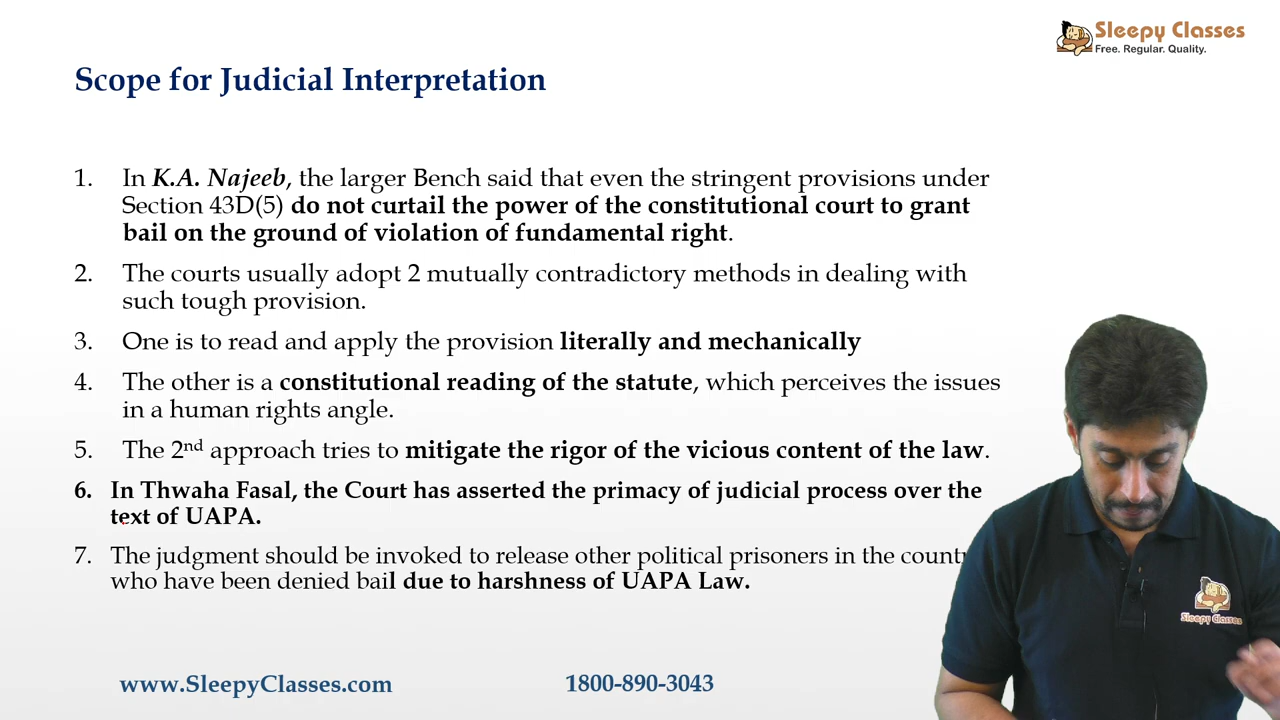 Sleepy Classes
Free. Regular. Quality.
Scope for Judicial Interpretation
1. In K.A. Najeeb, the larger Bench said that even the stringent provisions under
Section 43D(5) do not curtail the power of the constitutional court to grant
bail on the ground of violation of fundamental right.
2. The courts usually adopt 2 mutually contradictory methods in dealing with
such tough provision.
3. One is to read and apply the provision literally and mechanically
4. The other is a constitutional reading of the statute, which perceives the issues
in a human rights angle.
5. The 2nd approach tries to mitigate the rigor of the vicious content of the law.
6. In Thwaha Fasal, the Court has asserted the primacy of judicial process over the
text of UAPA.
7. The judgment should be invoked to release other political prisoners in the
who have been denied bail due to harshness of UAPA Law.
Sleepy Classes
www.SleepyClasses.com
1800-890-3043